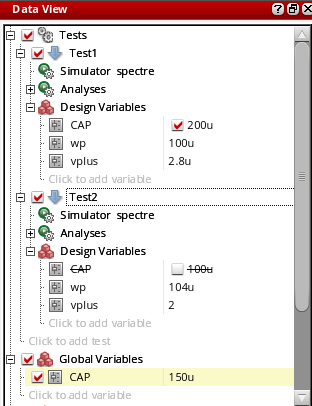 Data View
Tests
Test1
Simulator spectre
Analyses
Design Variables
CAP 200u
wp 100u
vplus 2.8u
Click to add variable
Test2
Simulator spectre
Analyses
Design Variables
CAP 100u
wp 104u
vplus 2
Click to add variable
Click to add test
Global Variables
CAP 150u
Click to add variable